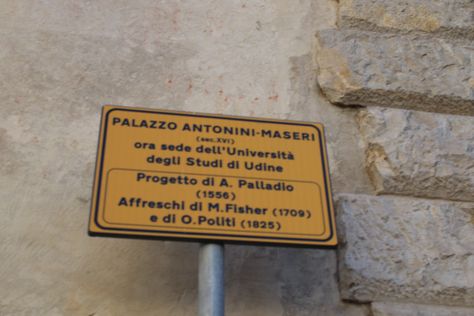 PALAZZO ANTONINI-MASERI
(sec.XVI)
ora sede dell'Università
degli Studi di Udine
Progetto di A. Palladio
(1556)
Affreschi di M.Fisher (1709)
e di O.Politi (1825)